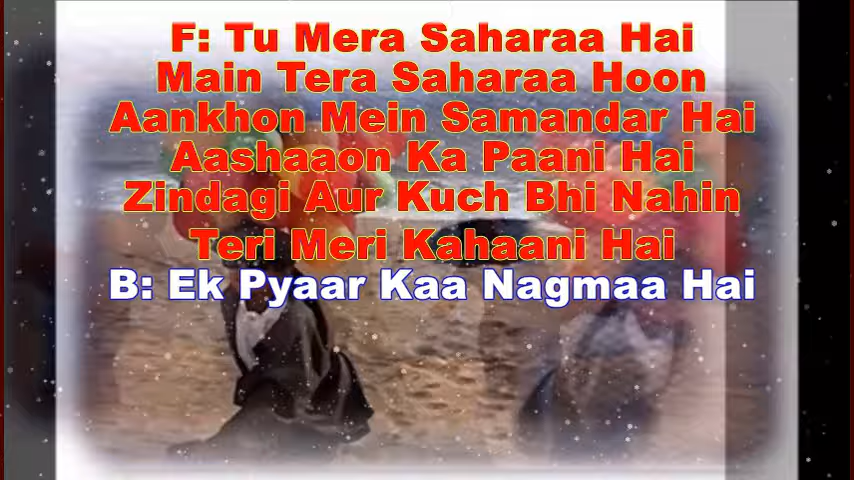 F: Tu Mera Saharaa Hai
Main Tera Saharaa Hoon
Aankhon Mein Samandar Hai
Aashaaon Ka Paani Hai
Zindagi Aur Kuch Bhi Nahin
Teri Meri Kahaani Hai
B: Ek Pyaar Kaa Nagmaa Hai